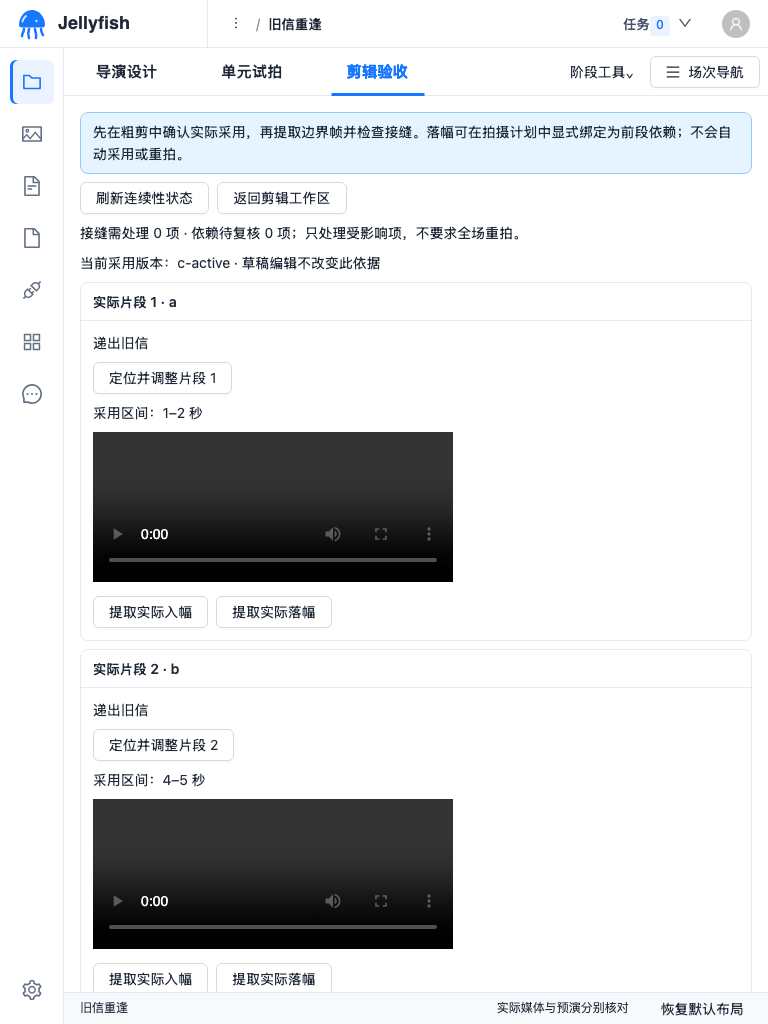 Jellyfish
/ 旧信重逢
任务 0
导演设计
单元试拍
剪辑验收
阶段工具
场次导航
先在粗剪中确认实际采用，再提取边界帧并检查接缝。落幅可在拍摄计划中显式绑定为前段依赖；不会自
动采用或重拍。
刷新连续性状态
返回剪辑工作区
接缝需处理 0 项 · 依赖待复核 0 项；只处理受影响项，不要求全场重拍。
当前采用版本：c-active · 草稿编辑不改变此依据
实际片段 1 · a
递出旧信
定位并调整片段 1
采用区间：1–2 秒
0:00
提取实际入幅
提取实际落幅
实际片段 2 · b
递出旧信
定位并调整片段 2
采用区间：4–5 秒
0:00
提取实际入幅
提取实际落幅
旧信重逢
实际媒体与预演分别核对
恢复默认布局